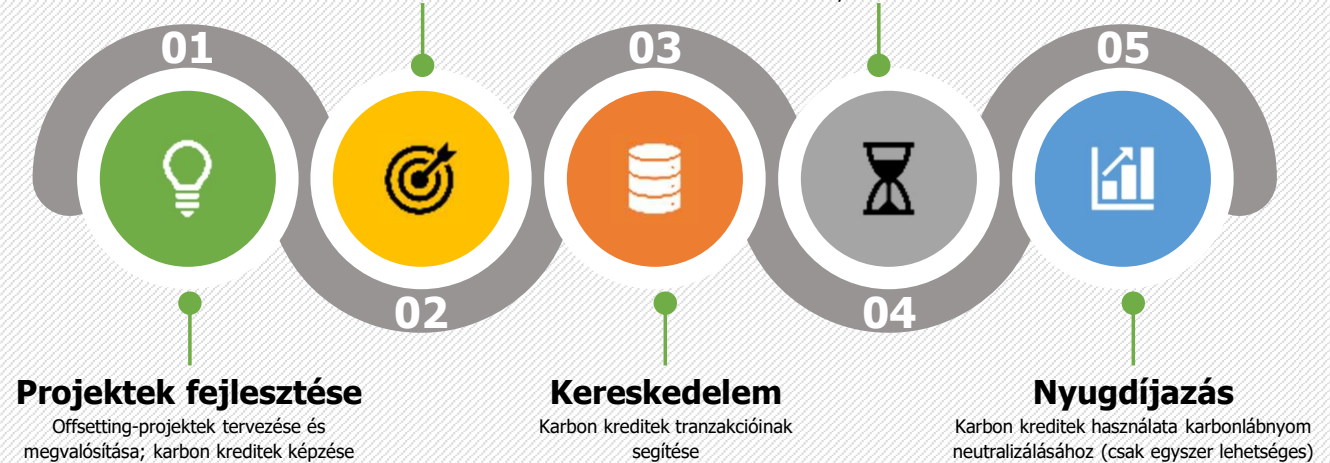 01
03
05
02
04
Projektek fejlesztése
Offsetting-projektek tervezése és
megvalósítása; karbon kreditek képzése
Kereskedelem
Karbon kreditek tranzakcióinak
segítése
Nyugdíjazás
Karbon kreditek használata karbonlábnyom
neutralizálásához (csak egyszer lehetséges)